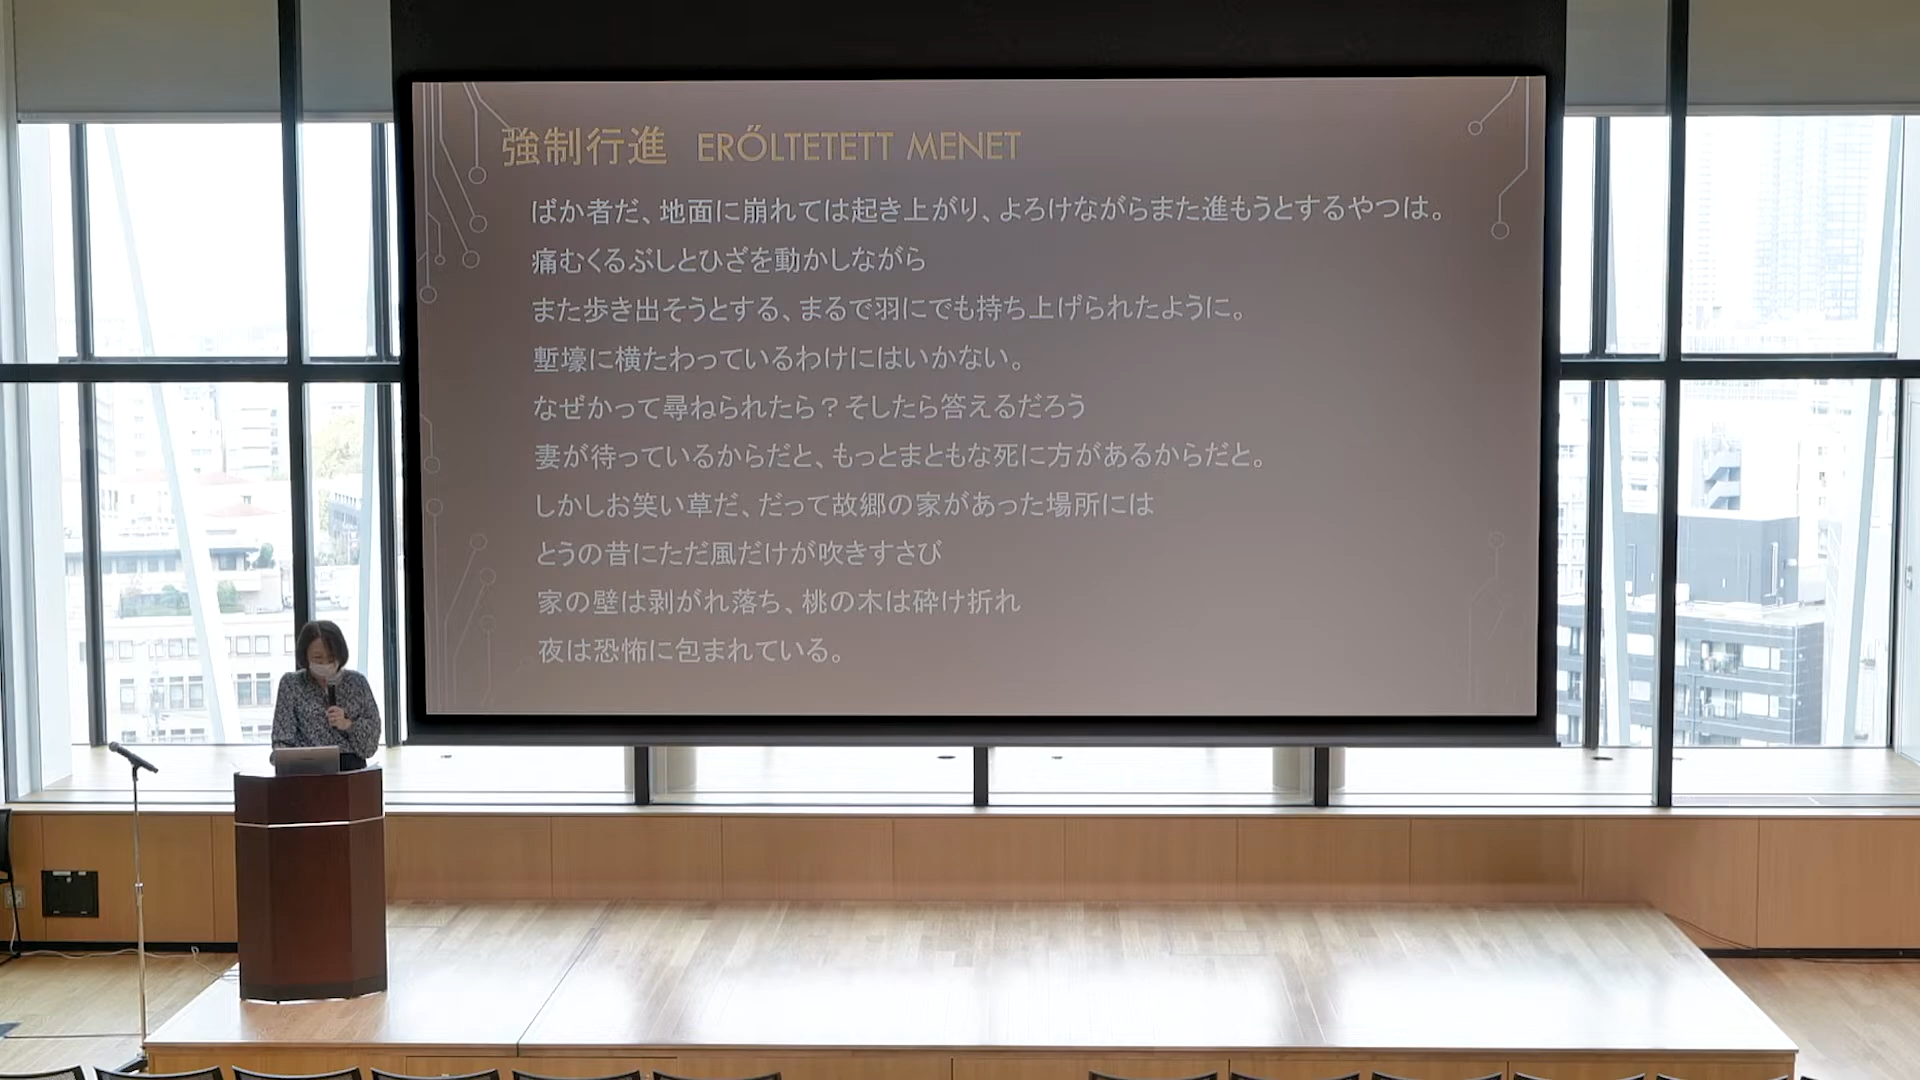 強制行進 ERŐLTETETT MENET
ばか者だ、地面に崩れては起き上がり、よろけながらまた進もうとするやつは。
痛むくるぶしとひざを動かしながら
また歩き出そうとする、まるで羽にでも持ち上げられたように。
塹壕に横たわっているわけにはいかない。
なぜかって尋ねられたら？そしたら答えるだろう
妻が待っているからだと、もっとまともな死に方があるからだと。
しかしお笑い草だ、だって故郷の家があった場所には
とうの昔にただ風だけが吹きすさび
家の壁は剥がれ落ち、桃の木は砕け折れ
夜は恐怖に包まれている。